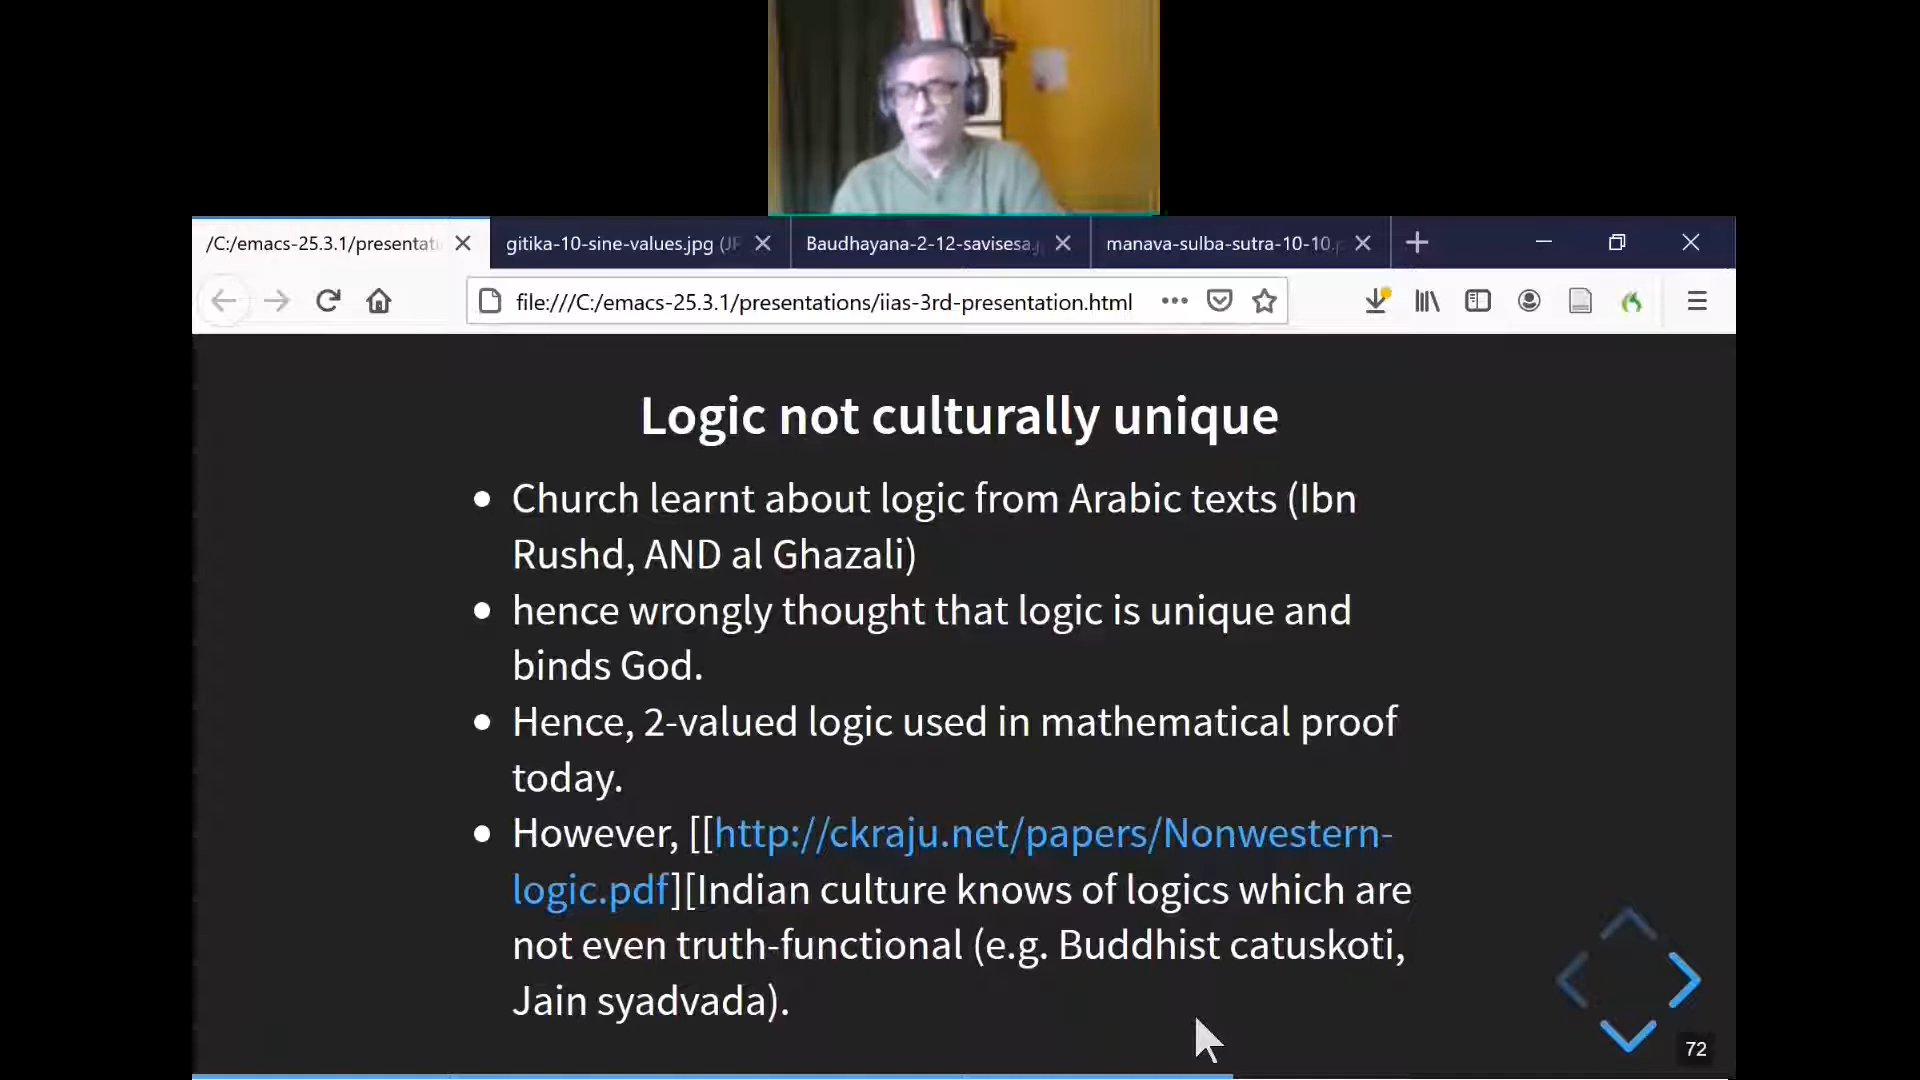 /C:/emacs-25.3.1/presentat
gitika-10-sine-values.jpg (JP
Baudhayana-2-12-savisesa.j
manava-sulba-sutra-10-10.p
file:///C:/emacs-25.3.1/presentations/iias-3rd-presentation.html
Logic not culturally unique
Church learnt about logic from Arabic texts (Ibn
Rushd, AND al Ghazali)
hence wrongly thought that logic is unique and
binds God.
Hence, 2-valued logic used in mathematical proof
today.
However, [[http://ckraju.net/papers/Nonwestern-
logic.pdf][Indian culture knows of logics which are
not even truth-functional (e.g. Buddhist catuskoti,
Jain syadvada).
72